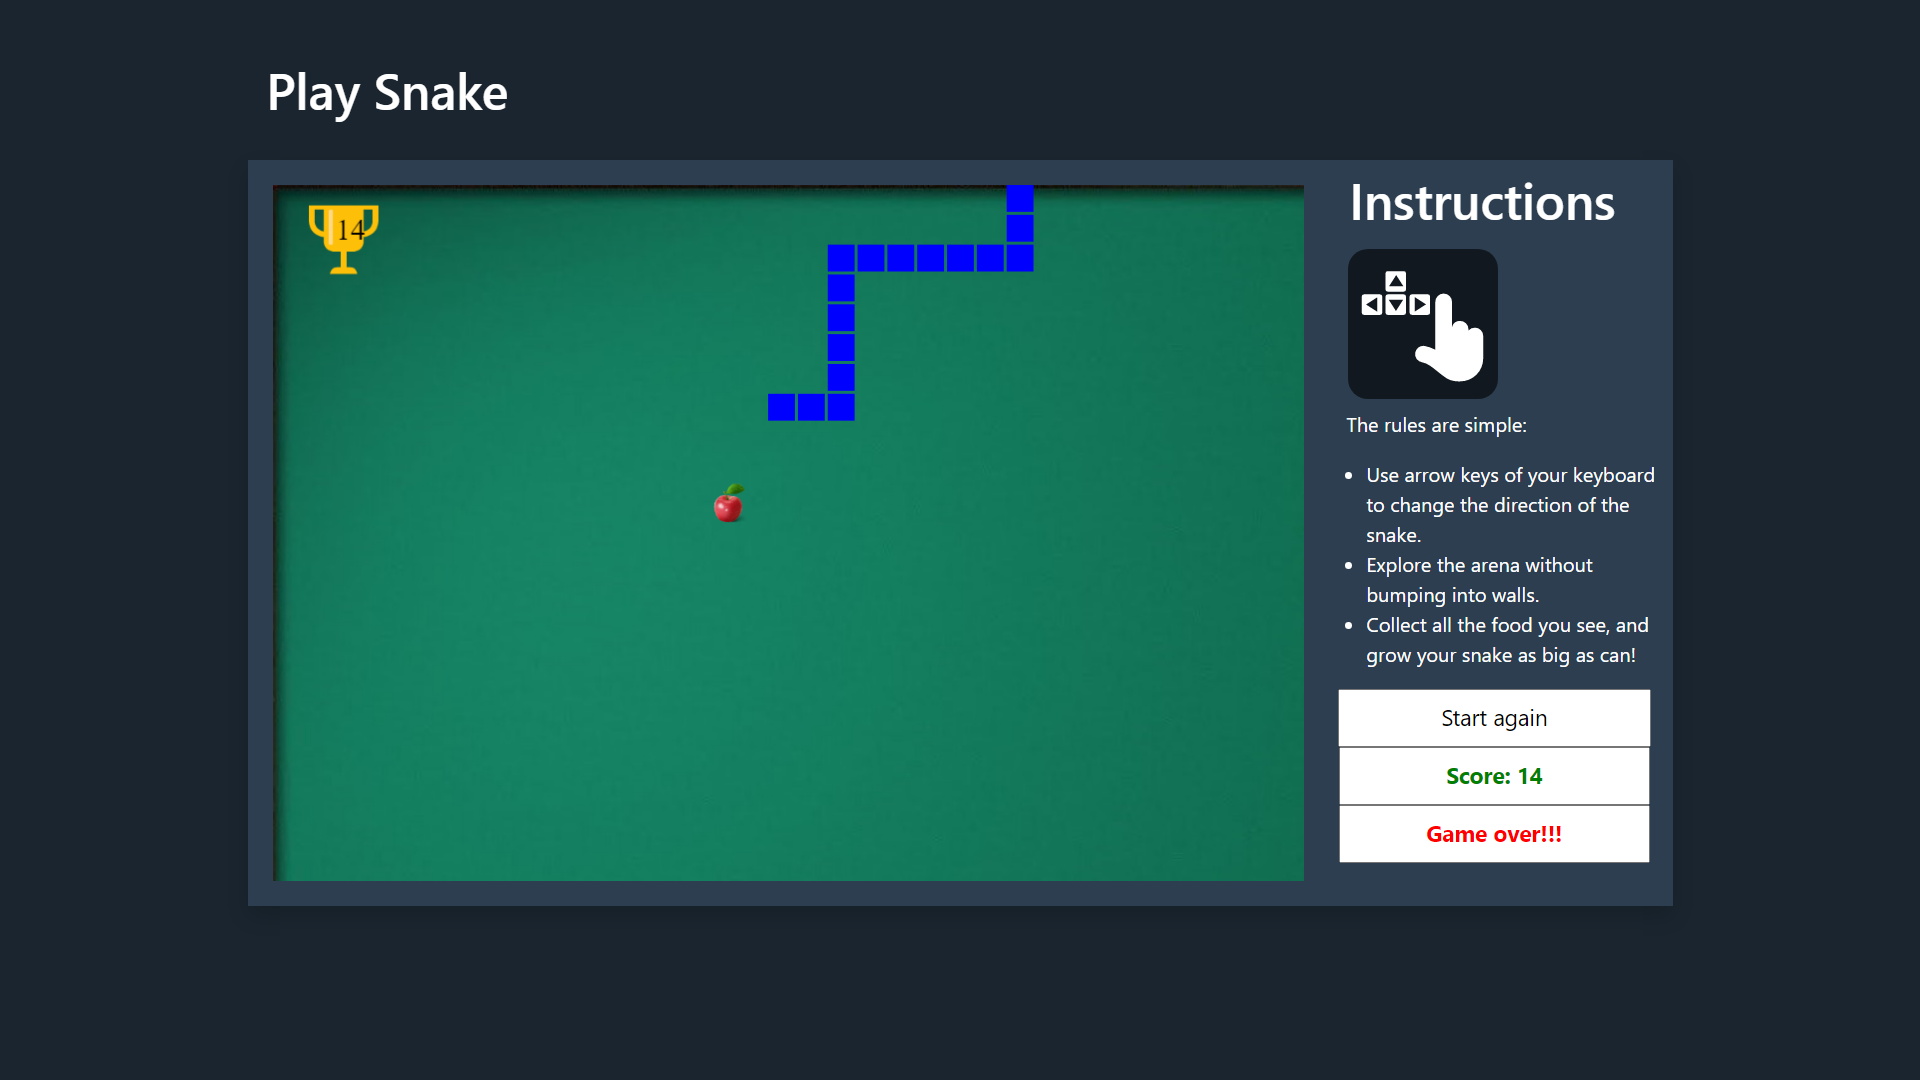 Play Snake
14
Instructions
The rules are simple:
Use arrow keys of your keyboard
to change the direction of the
snake.
Explore the arena without
bumping into walls.
Collect all the food you see, and
grow your snake as big as can!
Start again
Score: 14
Game over!!!